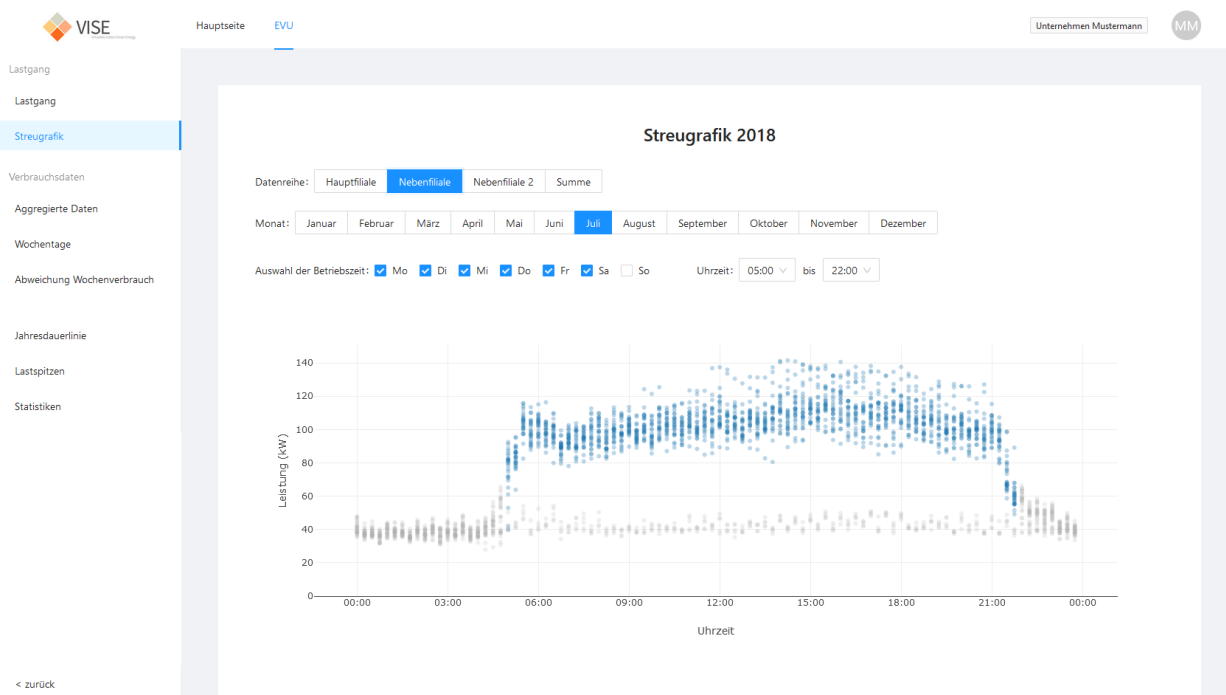 VISE
Hauptseite EVU
Unternehmen Mustermann
MM
Lastgang
Lastgang
Streugrafik
Verbrauchsdaten
Aggregierte Daten
Wochentage
Abweichung Wochenverbrauch
Jahresdauerlinie
Lastspitzen
Statistiken
< zurück
Streugrafik 2018
Datenreihe: Hauptfiliale Nebenfiliale Nebenfiliale 2 Summe
Monat: Januar Februar März April Mai Juni Juli August September Oktober November Dezember
Auswahl der Betriebszeit: Mo Di Mi Do Fr Sa So Uhrzeit: 05:00 bis 22:00
Leistung (kW)
140
120
100
80
60
40
20
0
00:00 03:00 06:00 09:00 12:00 15:00 18:00 21:00 00:00
Uhrzeit